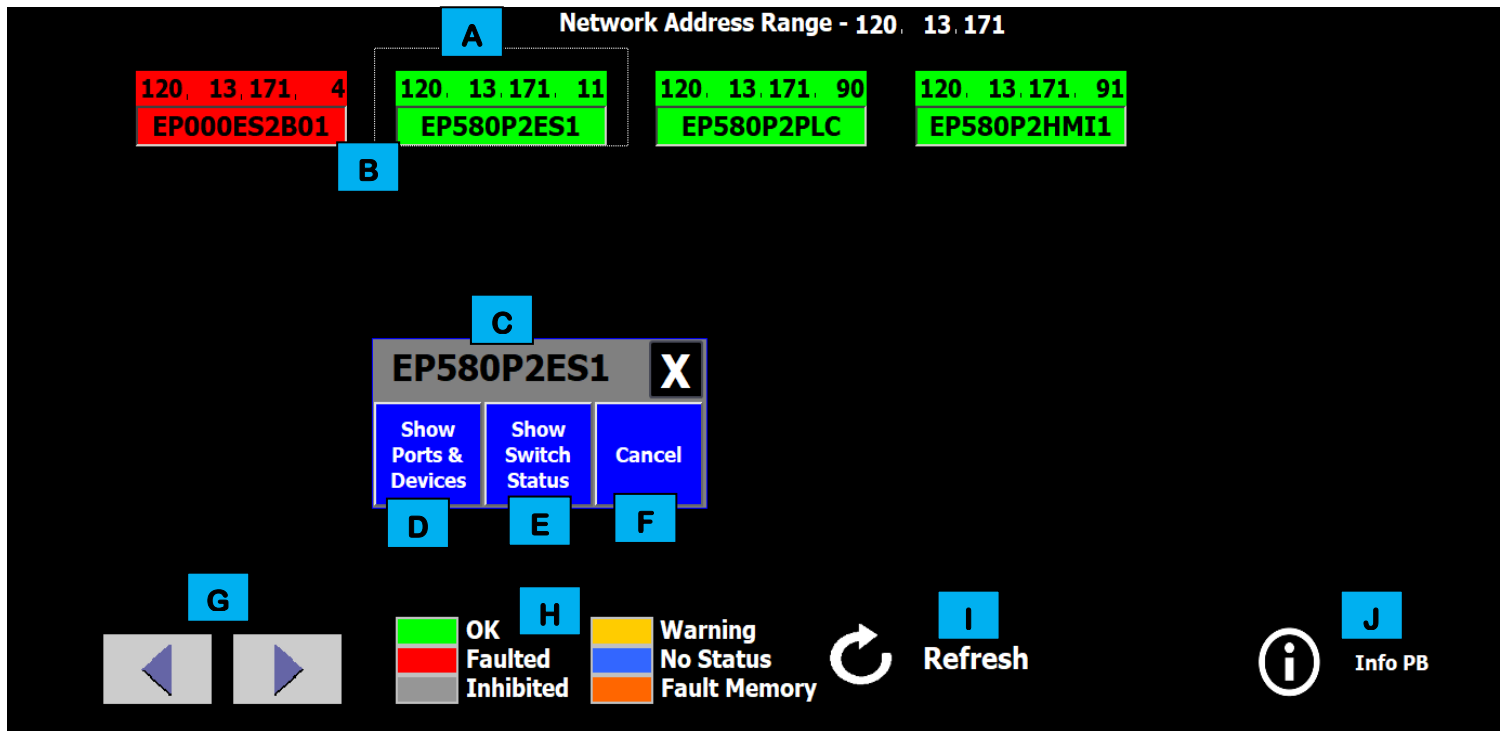 A
Network Address Range - 120. 13.171
120. 13.171. 4
120. 13.171. 11
120. 13.171. 90
120. 13.171. 91
EP000ES2B01
EP580P2ES1
EP580P2PLC
EP580P2HMI1
B
C
EP580P2ES1 X
Show
Ports &
Devices
Show
Switch
Status
Cancel
D
E
F
G
H
OK
Faulted
Inhibited
Warning
No Status
Fault Memory
I
Refresh
J
i
Info PB